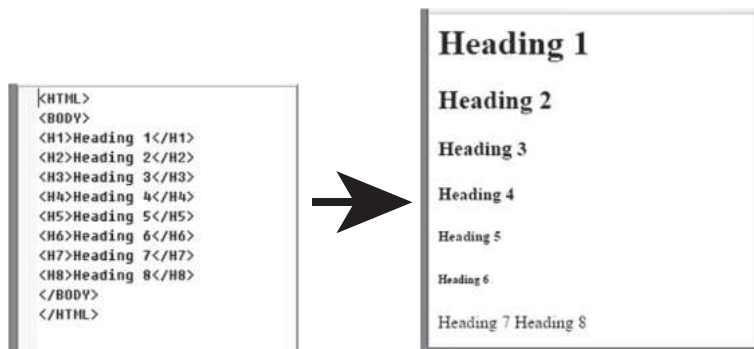 <HTML>
<BODY>
<H1>Heading 1</H1>
<H2>Heading 2</H2>
<H3>Heading 3</H3>
<H4>Heading 4</H4>
<H5>Heading 5</H5>
<H6>Heading 6</H6>
<H7>Heading 7</H7>
<H8>Heading 8</H8>
</BODY>
</HTML>
Heading 1
Heading 2
Heading 3
Heading 4
Heading 5
Heading 6
Heading 7 Heading 8